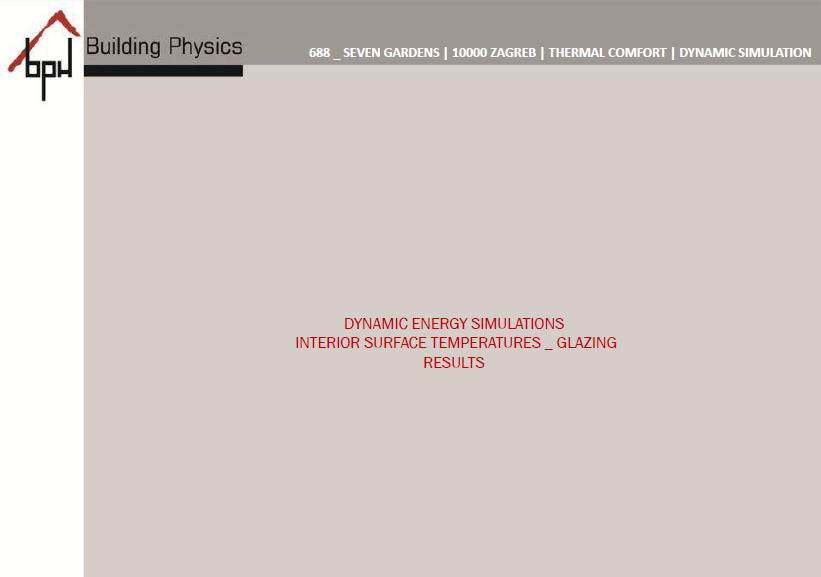 bph
Building Physics
688 _ SEVEN GARDENS | 10000 ZAGREB | THERMAL COMFORT | DYNAMIC SIMULATION
DYNAMIC ENERGY SIMULATIONS
INTERIOR SURFACE TEMPERATURES _ GLAZING
RESULTS